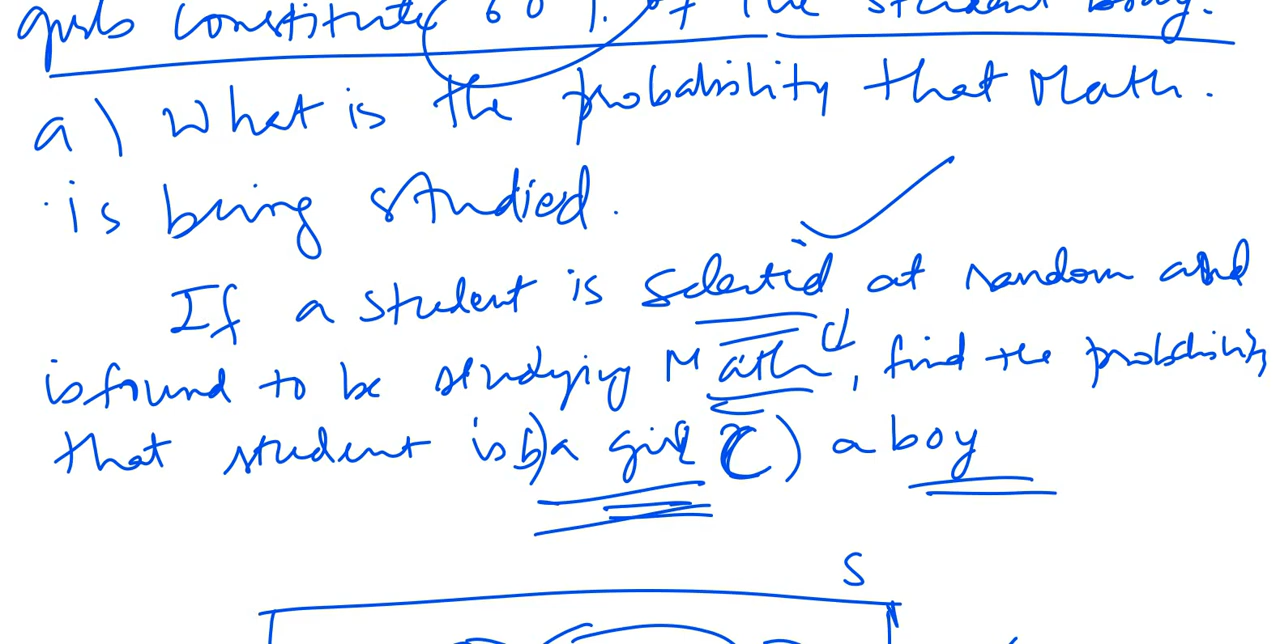 girls constitute 60 %. of the student body.
a) What is the probability that Math.
is being studied.
If a student is selected at random and
is found to be studying Math, find the probability
that student is b) a girl c) a boy
S